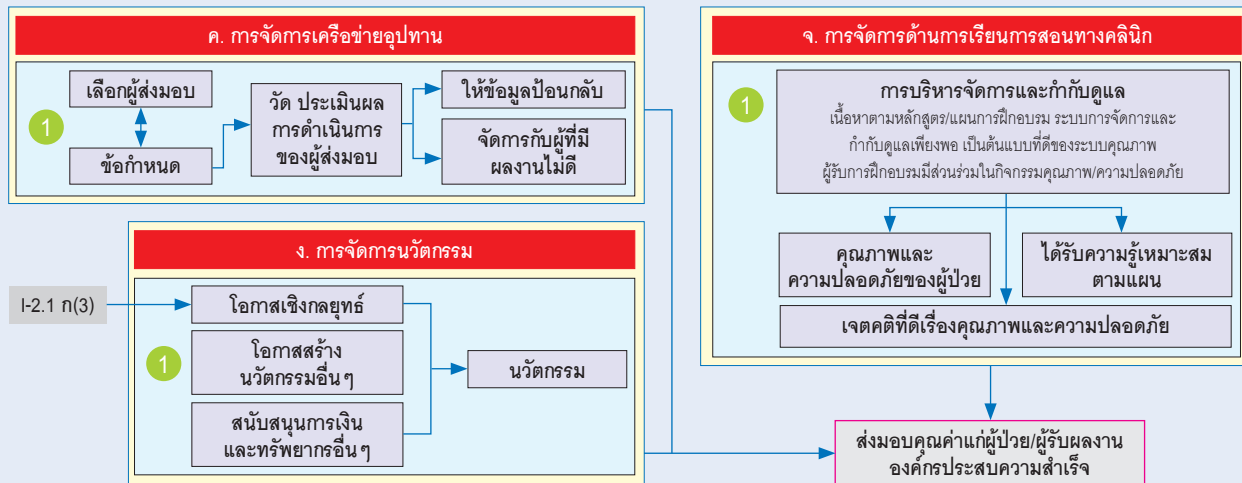 ค. การจัดการเครือข่ายอุปทาน
1
เลือกผู้ส่งมอบ
ข้อกำหนด
วัด ประเมินผล
การดำเนินการ
ของผู้ส่งมอบ
ให้ข้อมูลป้อนกลับ
จัดการกับผู้ที่มี
ผลงานไม่ดี
ง. การจัดการนวัตกรรม
I-2.1 ก(3)
1
โอกาสเชิงกลยุทธ์
โอกาสสร้าง
นวัตกรรมอื่นๆ
สนับสนุนการเงิน
และทรัพยากรอื่นๆ
นวัตกรรม
จ. การจัดการด้านการเรียนการสอนทางคลินิก
1
การบริหารจัดการและกำกับดูแล
เนื้อหาตามหลักสูตร/แผนการฝึกอบรม ระบบการจัดการและ
กำกับดูแลเพียงพอ เป็นต้นแบบที่ดีของระบบคุณภาพ
ผู้รับการฝึกอบรมมีส่วนร่วมในกิจกรรมคุณภาพ/ความปลอดภัย
คุณภาพและ
ความปลอดภัยของผู้ป่วย
ได้รับความรู้เหมาะสม
ตามแผน
เจตคติที่ดีเรื่องคุณภาพและความปลอดภัย
ส่งมอบคุณค่าแก่ผู้ป่วย/ผู้รับผลงาน
องค์กรประสบความสำเร็จ